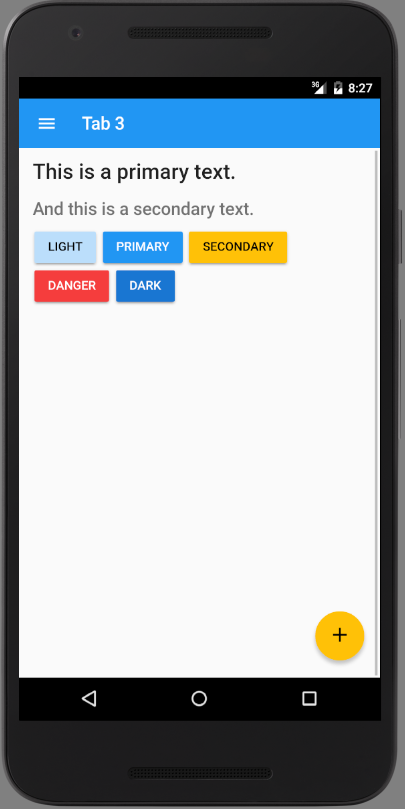 3G 8:27
Tab 3
This is a primary text.
And this is a secondary text.
LIGHT PRIMARY SECONDARY
DANGER DARK